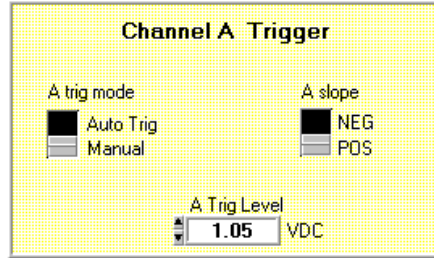 Channel A Trigger
A trig mode
A slope
Auto Trig
NEG
Manual
POS
A Trig Level
1.05 VDC